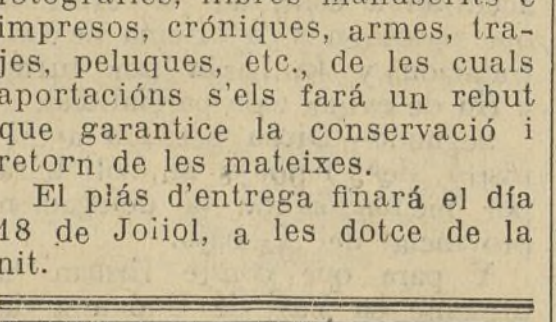 impresos, cróniques, armes, tra-
jes, peluques, etc., de les cuals
aportacións s'els fará un rebut
que garantice la conservació i
retorn de les mateixes.
El plás d'entrega finará el día
18 de Joiiol, a les dotce de la
nit.